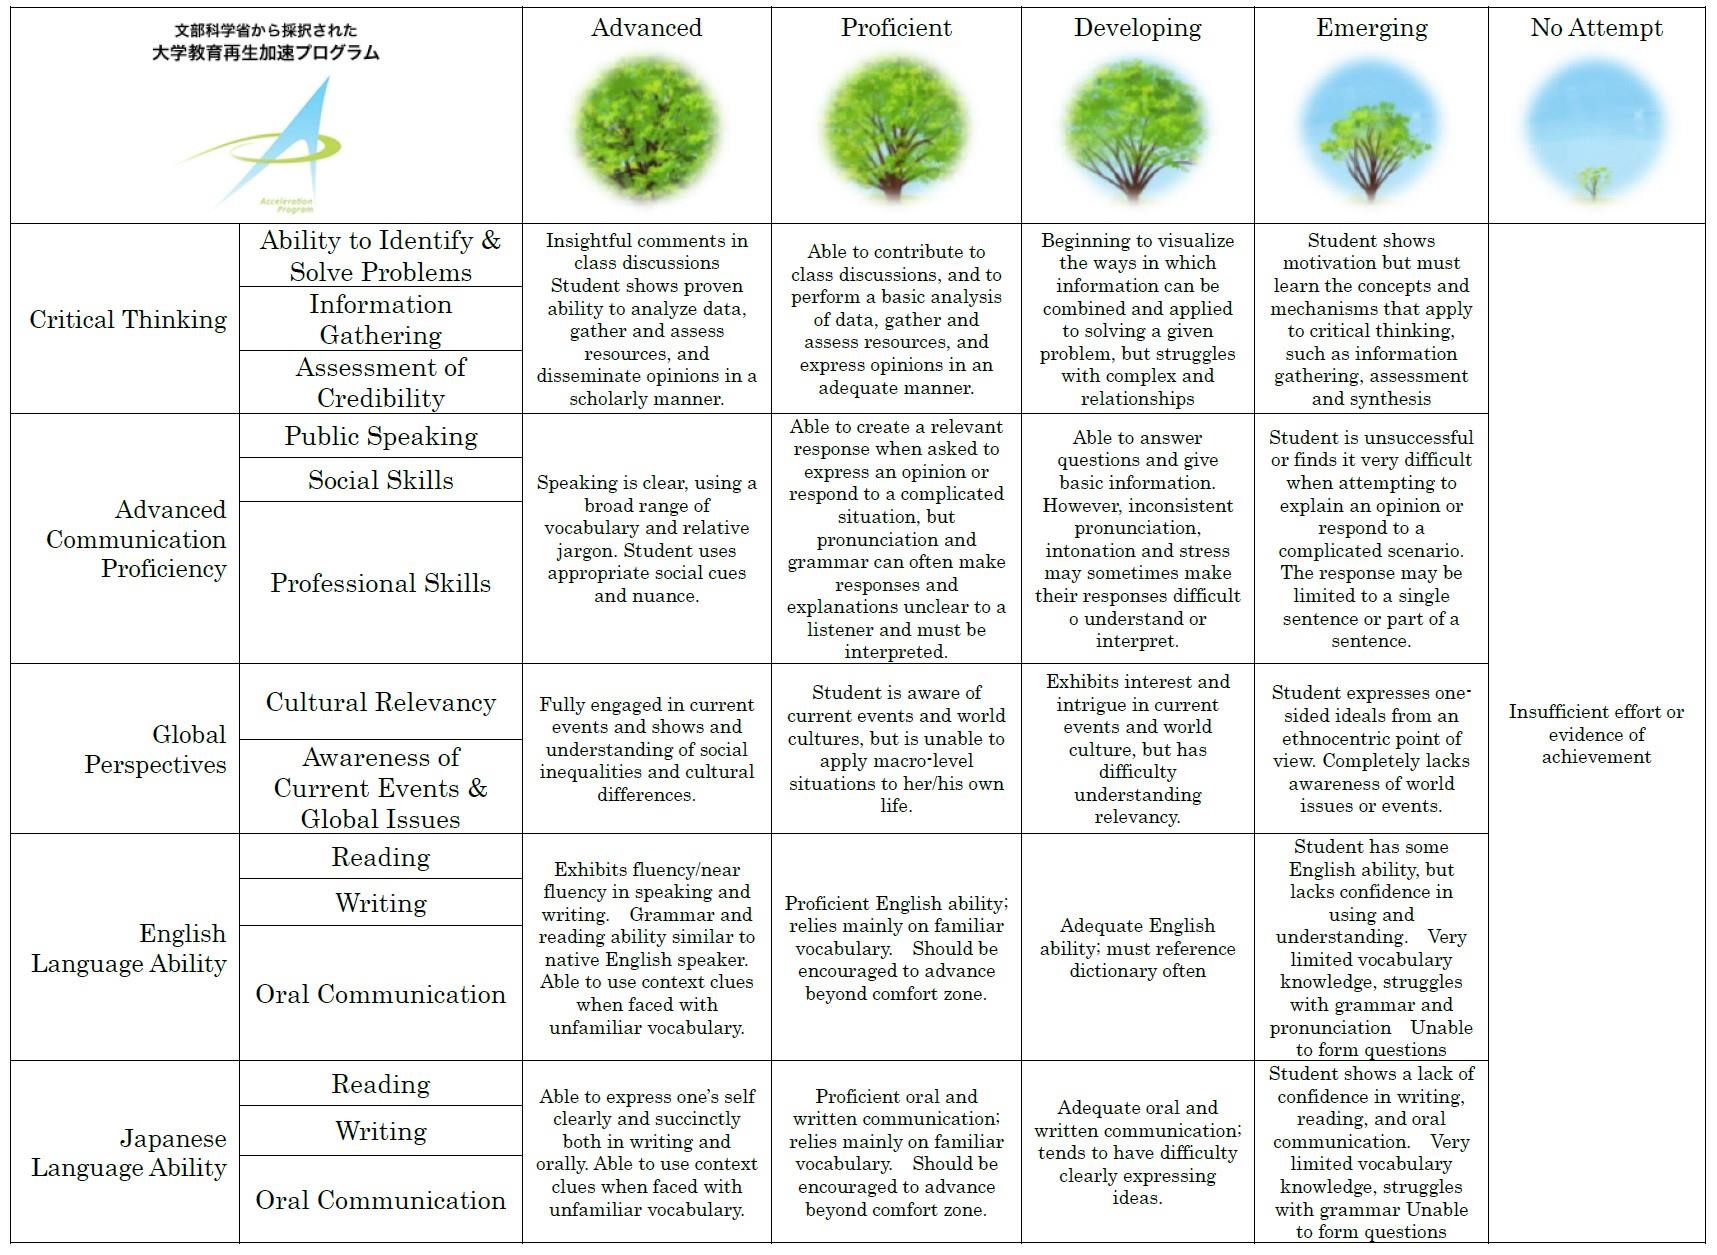 文部科学省から採択された
大学教育再生加速プログラム
Acceleration
Program
Advanced
Proficient
Developing
Emerging
No Attempt
Critical Thinking
Ability to Identify &
Solve Problems
Information
Gathering
Assessment of
Credibility
Insightful comments in
class discussions
Student shows proven
ability to analyze data,
gather and assess
resources, and
disseminate opinions in a
scholarly manner.
Able to contribute to
class discussions, and to
perform a basic analysis
of data, gather and
assess resources, and
express opinions in an
adequate manner.
Beginning to visualize
the ways in which
information can be
combined and applied
to solving a given
problem, but struggles
with complex and
relationships
Student shows
motivation but must
learn the concepts and
mechanisms that apply
to critical thinking,
such as information
gathering, assessment
and synthesis
Insufficient effort or
evidence of
achievement
Advanced
Communication
Proficiency
Public Speaking
Social Skills
Professional Skills
Speaking is clear, using a
broad range of
vocabulary and relative
jargon. Student uses
appropriate social cues
and nuance.
Able to create a relevant
response when asked to
express an opinion or
respond to a complicated
situation, but
pronunciation and
grammar can often make
responses and
explanations unclear to a
listener and must be
interpreted.
Able to answer
questions and give
basic information.
However, inconsistent
pronunciation,
intonation and stress
may sometimes make
their responses difficult
o understand or
interpret.
Student is unsuccessful
or finds it very difficult
when attempting to
explain an opinion or
respond to a
complicated scenario.
The response may be
limited to a single
sentence or part of a
sentence.
Global
Perspectives
Cultural Relevancy
Awareness of
Current Events &
Global Issues
Fully engaged in current
events and shows and
understanding of social
inequalities and cultural
differences.
Student is aware of
current events and world
cultures, but is unable to
apply macro-level
situations to her/his own
life.
Exhibits interest and
intrigue in current
events and world
culture, but has
difficulty
understanding
relevancy.
Student expresses one-
sided ideals from an
ethnocentric point of
view. Completely lacks
awareness of world
issues or events.
English
Language Ability
Reading
Writing
Oral Communication
Exhibits fluency/near
fluency in speaking and
writing. Grammar and
reading ability similar to
native English speaker.
Able to use context clues
when faced with
unfamiliar vocabulary.
Proficient English ability;
relies mainly on familiar
vocabulary. Should be
encouraged to advance
beyond comfort zone.
Adequate English
ability; must reference
dictionary often
Student has some
English ability, but
lacks confidence in
using and
understanding. Very
limited vocabulary
knowledge, struggles
with grammar and
pronunciation Unable
to form questions
Japanese
Language Ability
Reading
Writing
Oral Communication
Able to express one's self
clearly and succinctly
both in writing and
orally. Able to use context
clues when faced with
unfamiliar vocabulary.
Proficient oral and
written communication;
relies mainly on familiar
vocabulary. Should be
encouraged to advance
beyond comfort zone.
Adequate oral and
written communication;
tends to have difficulty
clearly expressing
ideas.
Student shows a lack of
confidence in writing,
reading, and oral
communication. Very
limited vocabulary
knowledge, struggles
with grammar Unable
to form questions